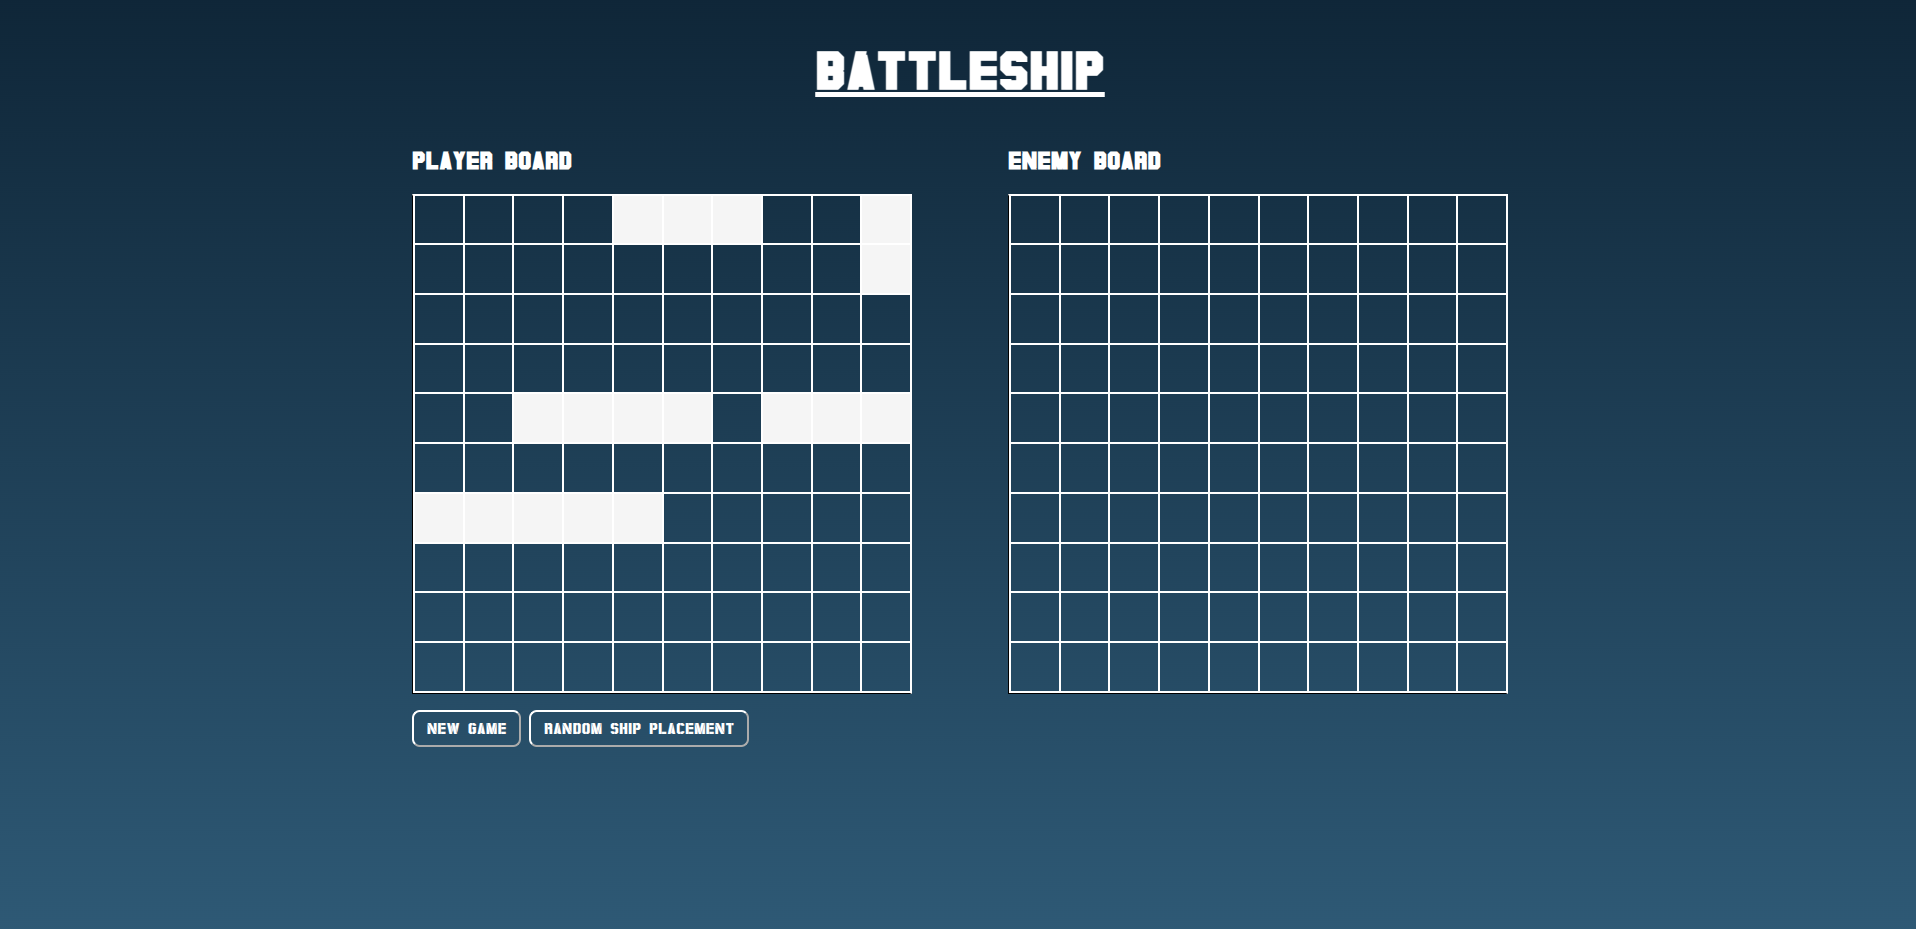 BATTLESHIP
PLAYER BOARD
ENEMY BOARD
NEW GAME
RANDOM SHIP PLACEMENT